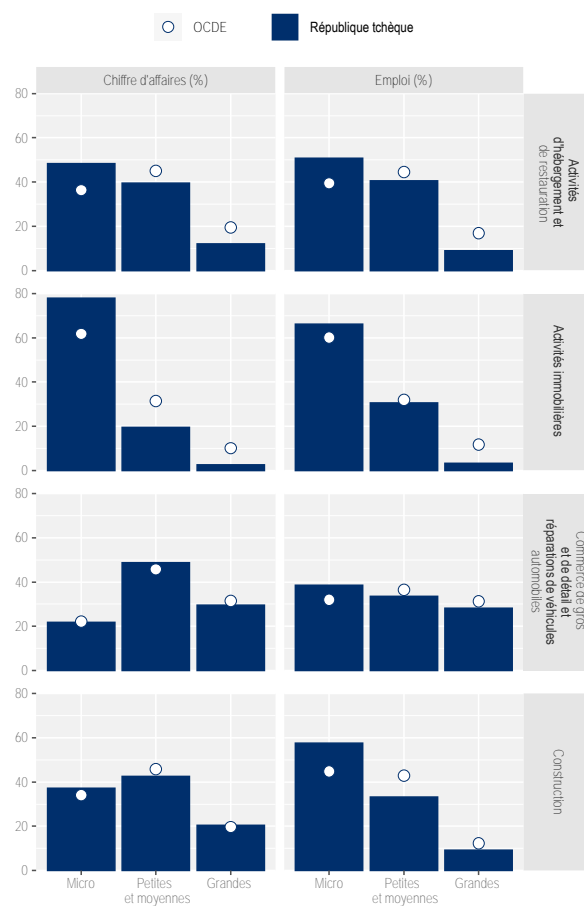 OCDE
République tchèque
Chiffre d'affaires (%)
Emploi (%)
80
60
40
20
0
Activités
d'hébergement et
de restauration
80
60
40
20
0
Activités immobilières
80
60
40
20
0
Commerce de gros
et de détail et
réparations de véhicules
automobiles
80
60
40
20
0
Construction
Micro
Petites
et moyennes
Grandes
Micro
Petites
et moyennes
Grandes